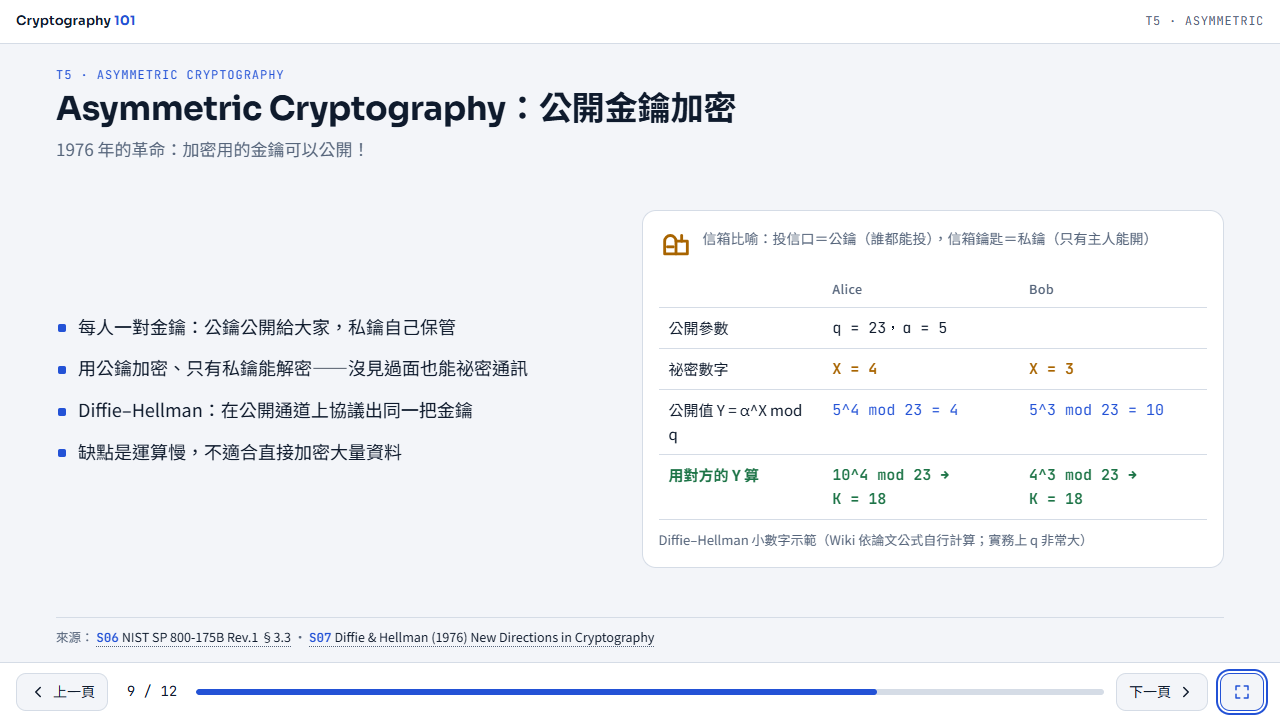 Cryptography 101
T5 · ASYMMETRIC
T5 · ASYMMETRIC CRYPTOGRAPHY
Asymmetric Cryptography：公開金鑰加密
1976 年的革命：加密用的金鑰可以公開！
每人一對金鑰：公鑰公開給大家，私鑰自己保管
用公鑰加密、只有私鑰能解密——沒見過面也能祕密通訊
Diffie–Hellman：在公開通道上協議出同一把金鑰
缺點是運算慢，不適合直接加密大量資料
信箱比喻：投信口＝公鑰（誰都能投），信箱鑰匙＝私鑰（只有主人能開）
Alice Bob
公開參數 q = 23，α = 5
祕密數字 X = 4 X = 3
公開值 Y = α^X mod 5^4 mod 23 = 4 5^3 mod 23 = 10
q
用對方的 Y 算 10^4 mod 23 → 4^3 mod 23 →
K = 18 K = 18
Diffie–Hellman 小數字示範（Wiki 依論文公式自行計算；實務上 q 非常大）
來源： S06 NIST SP 800-175B Rev.1 §3.3 · S07 Diffie & Hellman (1976) New Directions in Cryptography
上一頁 9 / 12 下一頁